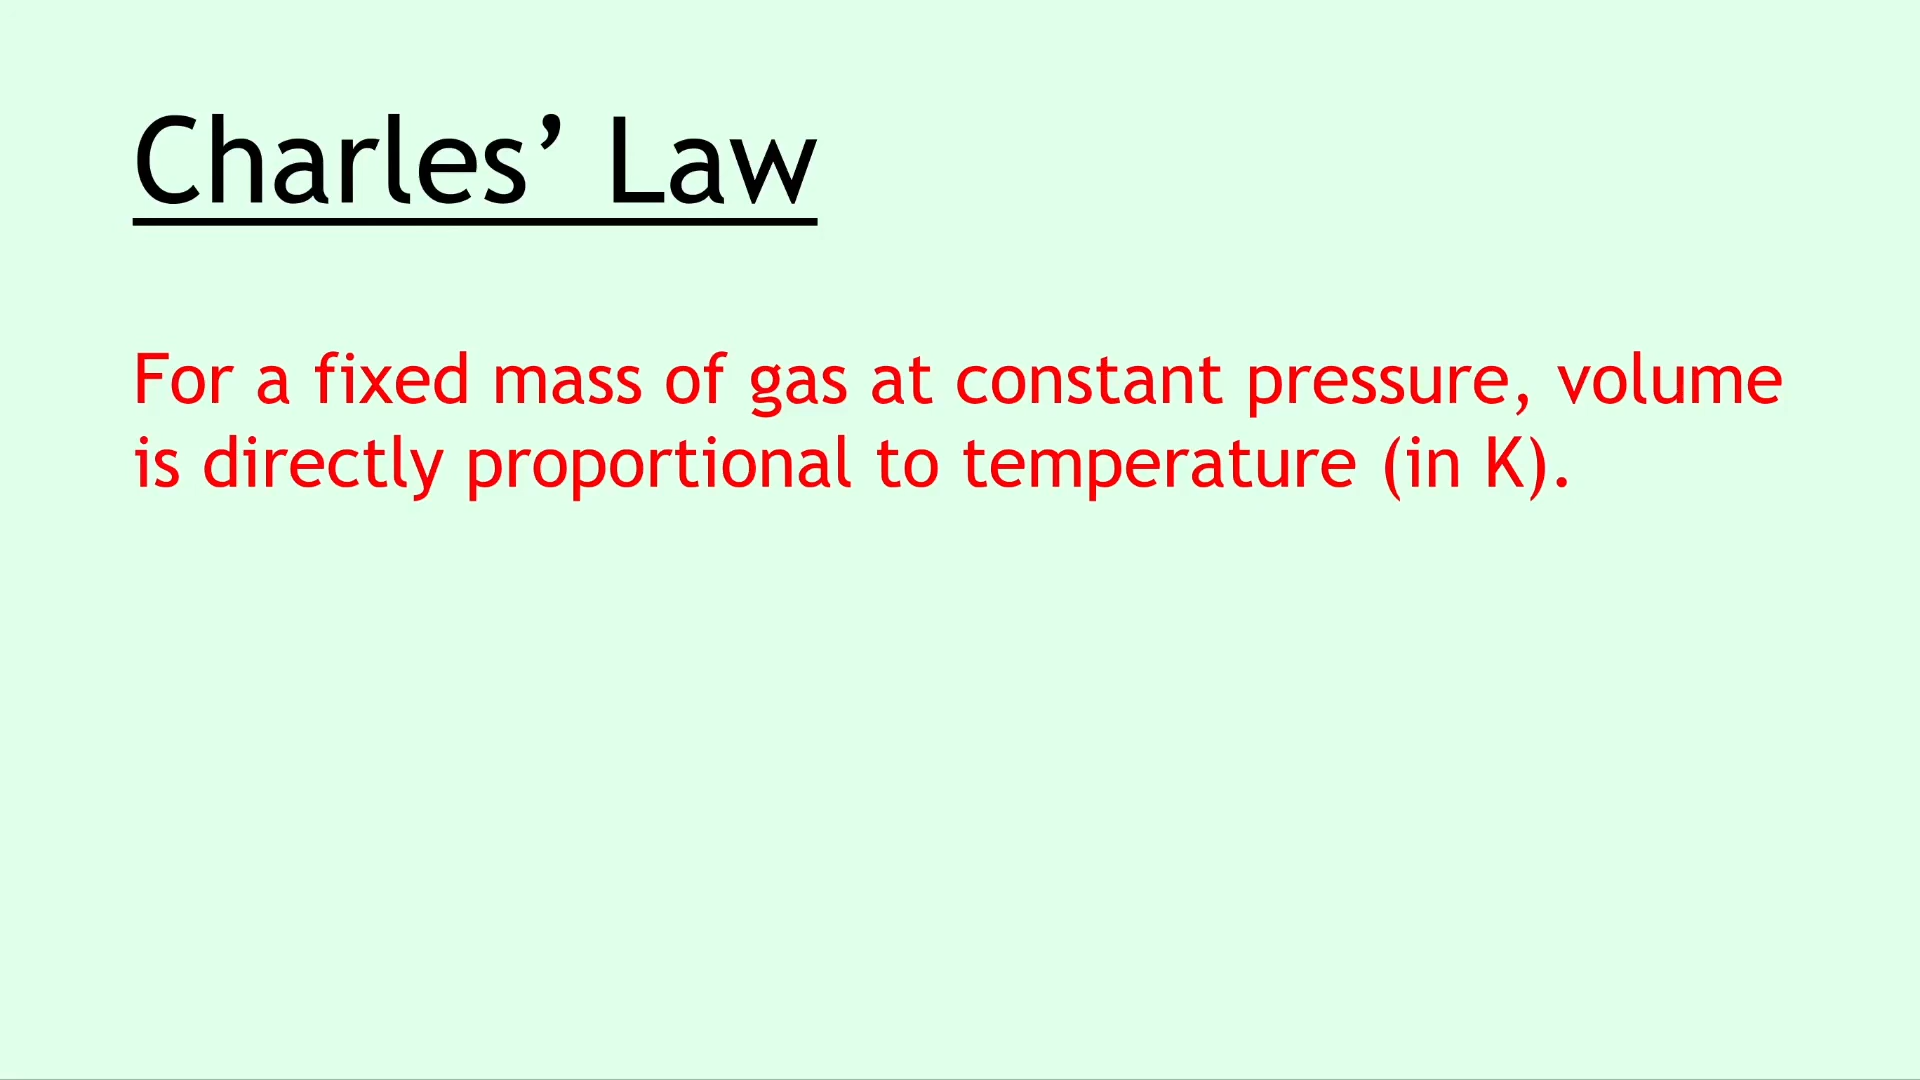 Charles’ Law
For a fixed mass of gas at constant pressure, volume
is directly proportional to temperature (in K).